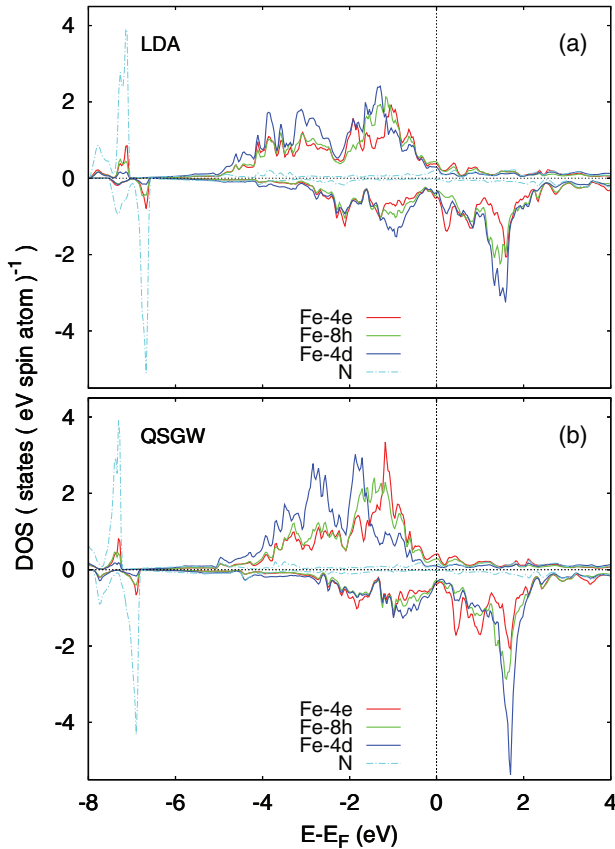 LDA
(a)
4
2
0
-2
-4
Fe-4e
Fe-8h
Fe-4d
N
DOS ( states ( eV spin atom )-1
QSGW
(b)
4
2
0
-2
-4
Fe-4e
Fe-8h
Fe-4d
N
-8 -6 -4 -2 0 2 4
E-EF (eV)